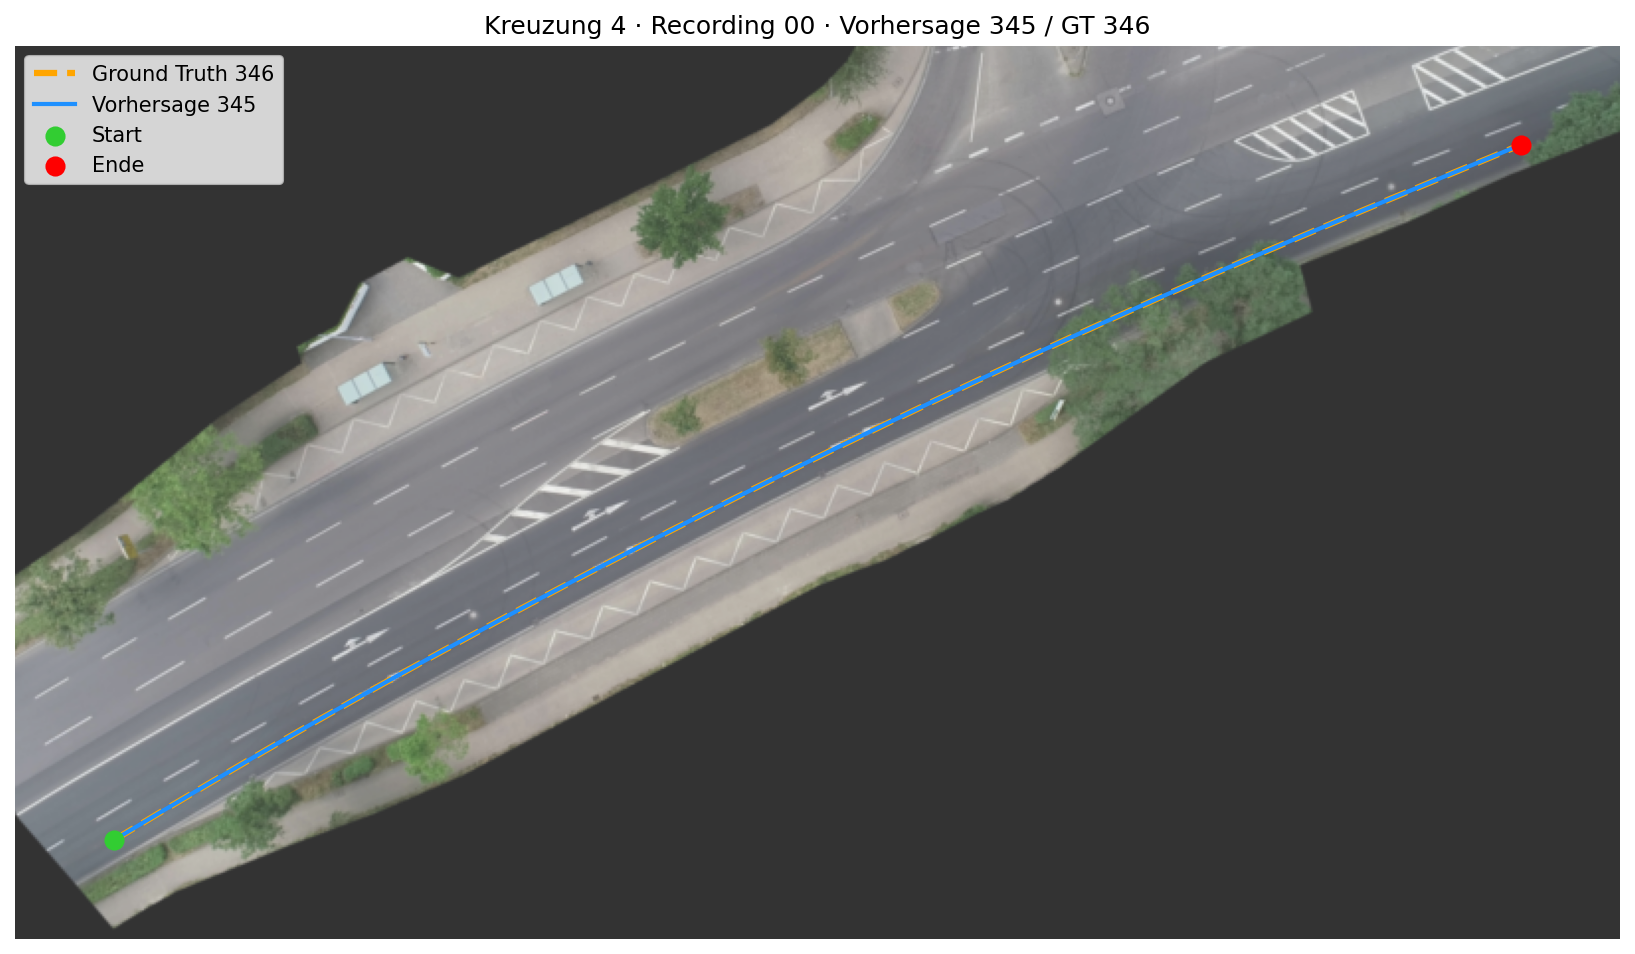 Kreuzung 4 · Recording 00 · Vorhersage 345 / GT 346
Ground Truth 346
Vorhersage 345
Start
Ende